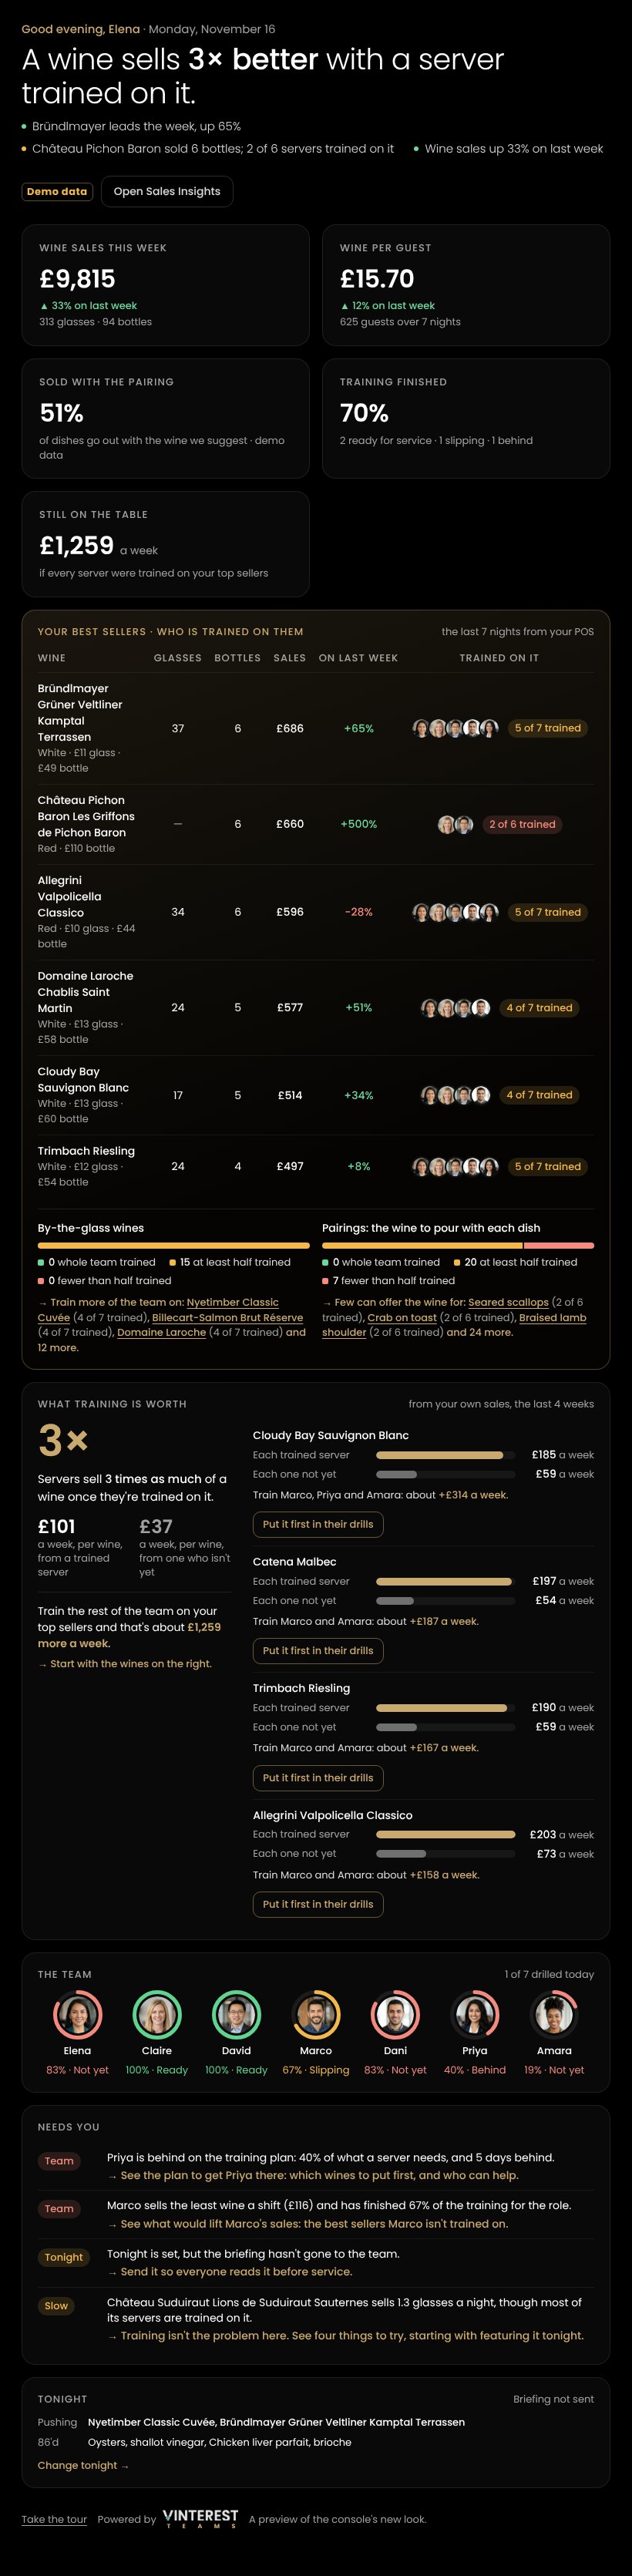 Good evening, Elena · Monday, November 16
A wine sells 3× better with a server
trained on it.
Bründlmayer leads the week, up 65%
Château Pichon Baron sold 6 bottles; 2 of 6 servers trained on it
Wine sales up 33% on last week
Demo data
Open Sales Insights
WINE SALES THIS WEEK
£9,815
▲ 33% on last week
313 glasses · 94 bottles
WINE PER GUEST
£15.70
▲ 12% on last week
625 guests over 7 nights
SOLD WITH THE PAIRING
51%
of dishes go out with the wine we suggest · demo
data
TRAINING FINISHED
70%
2 ready for service · 1 slipping · 1 behind
STILL ON THE TABLE
£1,259 a week
if every server were trained on your top sellers
YOUR BEST SELLERS · WHO IS TRAINED ON THEM
the last 7 nights from your POS
WINE GLASSES BOTTLES SALES ON LAST WEEK TRAINED ON IT
Bründlmayer
Grüner Veltliner
Kamptal
Terrassen
White · £11 glass ·
£49 bottle
37 6 £686 +65% 5 of 7 trained
Château Pichon
Baron Les Griffons
de Pichon Baron
Red · £110 bottle
— 6 £660 +500% 2 of 6 trained
Allegrini
Valpolicella
Classico
Red · £10 glass · £44
bottle
34 6 £596 -28% 5 of 7 trained
Domaine Laroche
Chablis Saint
Martin
White · £13 glass ·
£58 bottle
24 5 £577 +51% 4 of 7 trained
Cloudy Bay
Sauvignon Blanc
White · £13 glass ·
£60 bottle
17 5 £514 +34% 4 of 7 trained
Trimbach Riesling
White · £12 glass ·
£54 bottle
24 4 £497 +8% 5 of 7 trained
By-the-glass wines
0 whole team trained 15 at least half trained
0 fewer than half trained
→ Train more of the team on: Nyetimber Classic
Cuvée (4 of 7 trained), Billecart-Salmon Brut Réserve
(4 of 7 trained), Domaine Laroche (4 of 7 trained) and
12 more.
Pairings: the wine to pour with each dish
0 whole team trained 20 at least half trained
7 fewer than half trained
→ Few can offer the wine for: Seared scallops (2 of 6
trained), Crab on toast (2 of 6 trained), Braised lamb
shoulder (2 of 6 trained) and 24 more.
WHAT TRAINING IS WORTH
from your own sales, the last 4 weeks
3×
Servers sell 3 times as much of a
wine once they're trained on it.
£101
a week, per wine,
from a trained
server
£37
a week, per wine,
from one who isn't
yet
Train the rest of the team on your
top sellers and that's about £1,259
more a week.
→ Start with the wines on the right.
Cloudy Bay Sauvignon Blanc
Each trained server £185 a week
Each one not yet £59 a week
Train Marco, Priya and Amara: about +£314 a week.
Put it first in their drills
Catena Malbec
Each trained server £197 a week
Each one not yet £54 a week
Train Marco and Amara: about +£187 a week.
Put it first in their drills
Trimbach Riesling
Each trained server £190 a week
Each one not yet £59 a week
Train Marco and Amara: about +£167 a week.
Put it first in their drills
Allegrini Valpolicella Classico
Each trained server £203 a week
Each one not yet £73 a week
Train Marco and Amara: about +£158 a week.
Put it first in their drills
THE TEAM
1 of 7 drilled today
Elena Claire David Marco Dani Priya Amara
83% · Not yet 100% · Ready 100% · Ready 67% · Slipping 83% · Not yet 40% · Behind 19% · Not yet
NEEDS YOU
Team
Priya is behind on the training plan: 40% of what a server needs, and 5 days behind.
→ See the plan to get Priya there: which wines to put first, and who can help.
Team
Marco sells the least wine a shift (£116) and has finished 67% of the training for the role.
→ See what would lift Marco's sales: the best sellers Marco isn't trained on.
Tonight
Tonight is set, but the briefing hasn't gone to the team.
→ Send it so everyone reads it before service.
Slow
Château Suduiraut Lions de Suduiraut Sauternes sells 1.3 glasses a night, though most of
its servers are trained on it.
→ Training isn't the problem here. See four things to try, starting with featuring it tonight.
TONIGHT
Briefing not sent
Pushing Nyetimber Classic Cuvée, Bründlmayer Grüner Veltliner Kamptal Terrassen
86'd Oysters, shallot vinegar, Chicken liver parfait, brioche
Change tonight →
Take the tour Powered by VINTEREST TEAMS A preview of the console's new look.